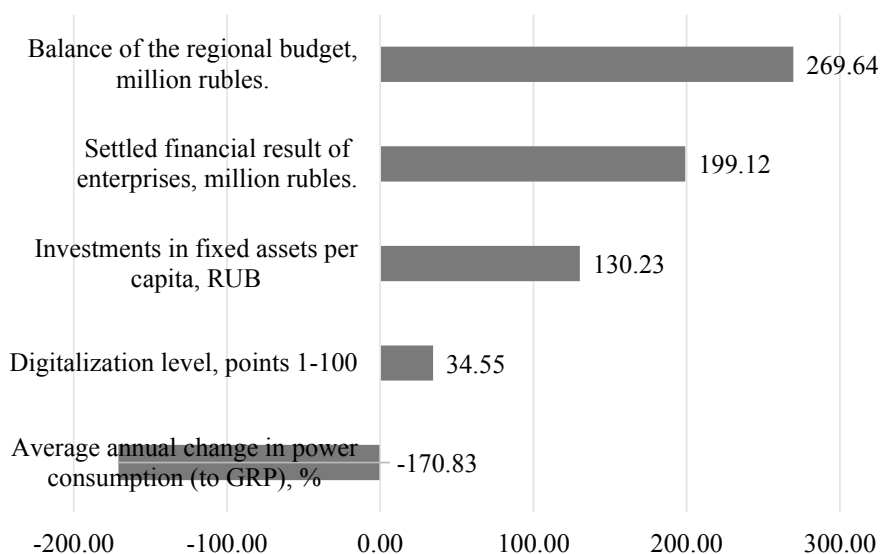 Balance of the regional budget,
million rubles.
269.64
Settled financial result of
enterprises, million rubles.
199.12
Investments in fixed assets per
capita, RUB
130.23
Digitalization level, points 1-100
34.55
Average annual change in power
consumption (to GRP), %
-170.83
-200.00 -100.00 0.00 100.00 200.00 300.00